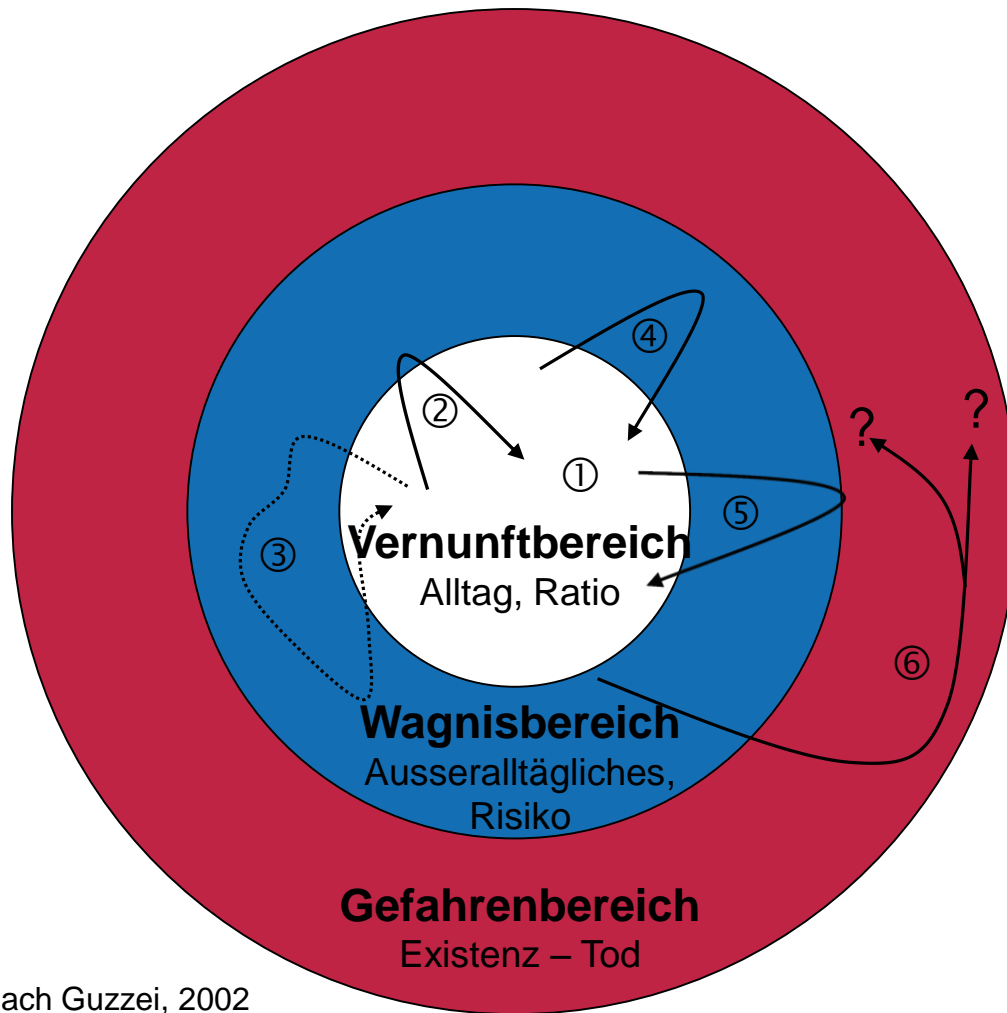 ④
②
? ?
①
⑤
③
Vernunftbereich
Alltag, Ratio
⑥
Wagnisbereich
Ausseralltägliches,
Risiko
Gefahrenbereich
Existenz – Tod
ach Guzzei, 2002